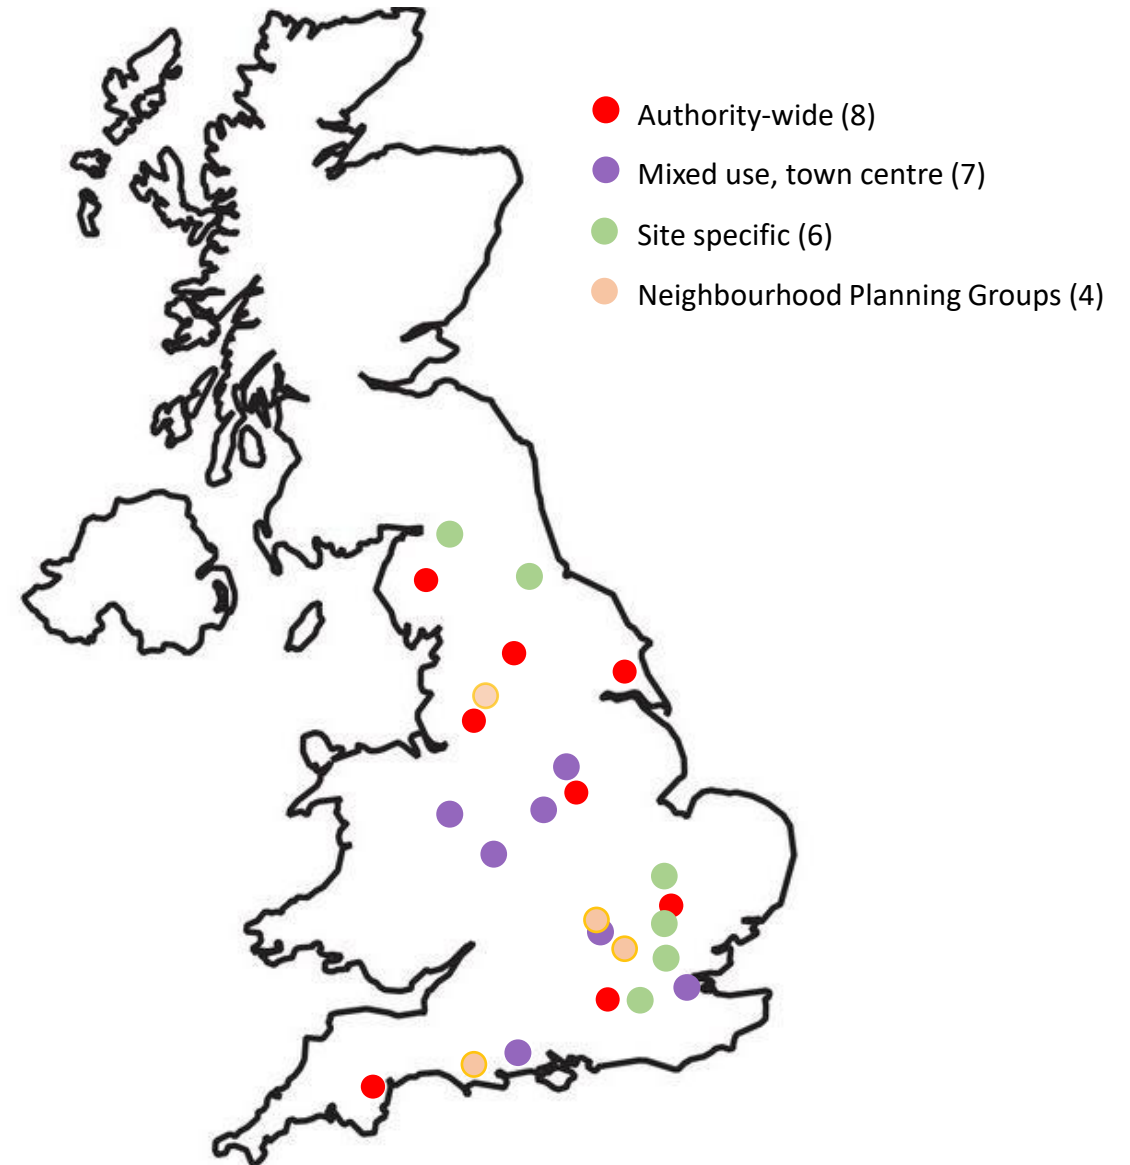 Authority-wide (8)
Mixed use, town centre (7)
Site specific (6)
Neighbourhood Planning Groups (4)